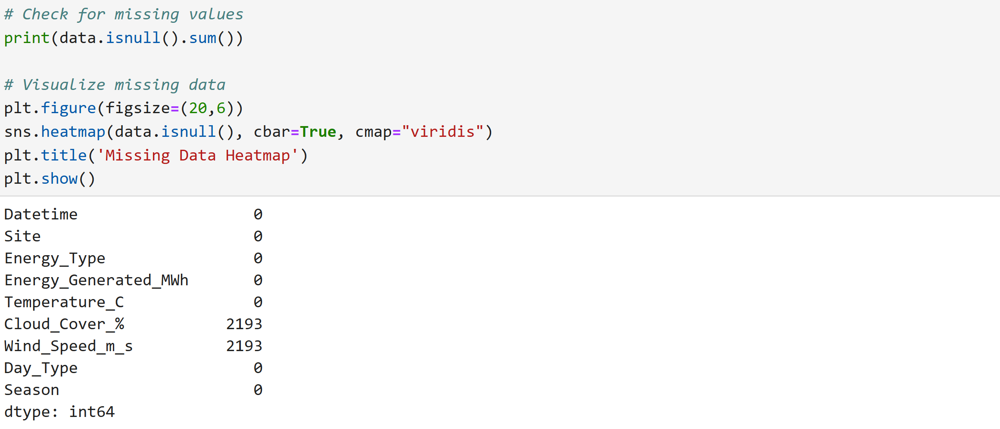 # Check for missing values
print(data.isnull().sum())
# Visualize missing data
plt.figure(figsize=(20,6))
sns.heatmap(data.isnull(), cbar=True, cmap="viridis")
plt.title('Missing Data Heatmap')
plt.show()
Datetime 0
Site 0
Energy_Type 0
Energy_Generated_MWh 0
Temperature_C 0
Cloud_Cover_% 2193
Wind_Speed_m_s 2193
Day_Type 0
Season 0
dtype: int64